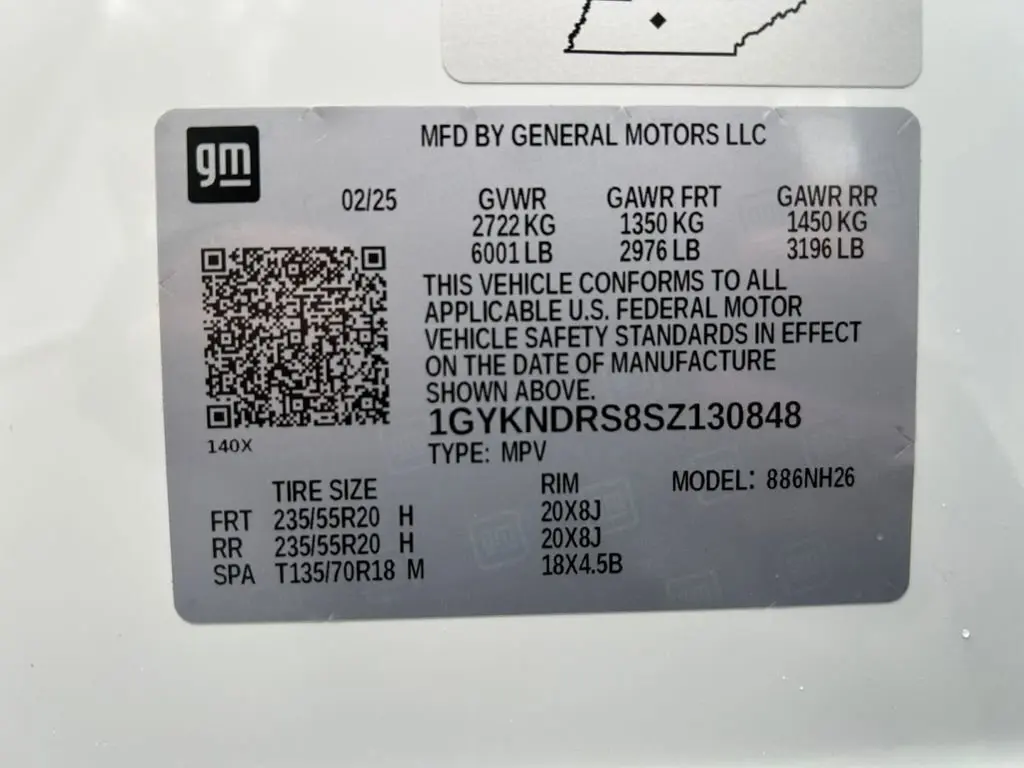 gm
MFD BY GENERAL MOTORS LLC
02/25 GVWR GAWR FRT GAWR RR
2722 KG 1350 KG 1450 KG
6001 LB 2976 LB 3196 LB
THIS VEHICLE CONFORMS TO ALL
APPLICABLE U.S. FEDERAL MOTOR
VEHICLE SAFETY STANDARDS IN EFFECT
ON THE DATE OF MANUFACTURE
SHOWN ABOVE.
1GYKNDRS8SZ130848
140X
TYPE: MPV
TIRE SIZE RIM MODEL: 886NH26
FRT 235/55R20 H 20X8J
RR 235/55R20 H 20X8J
SPA T135/70R18 M 18X4.5B